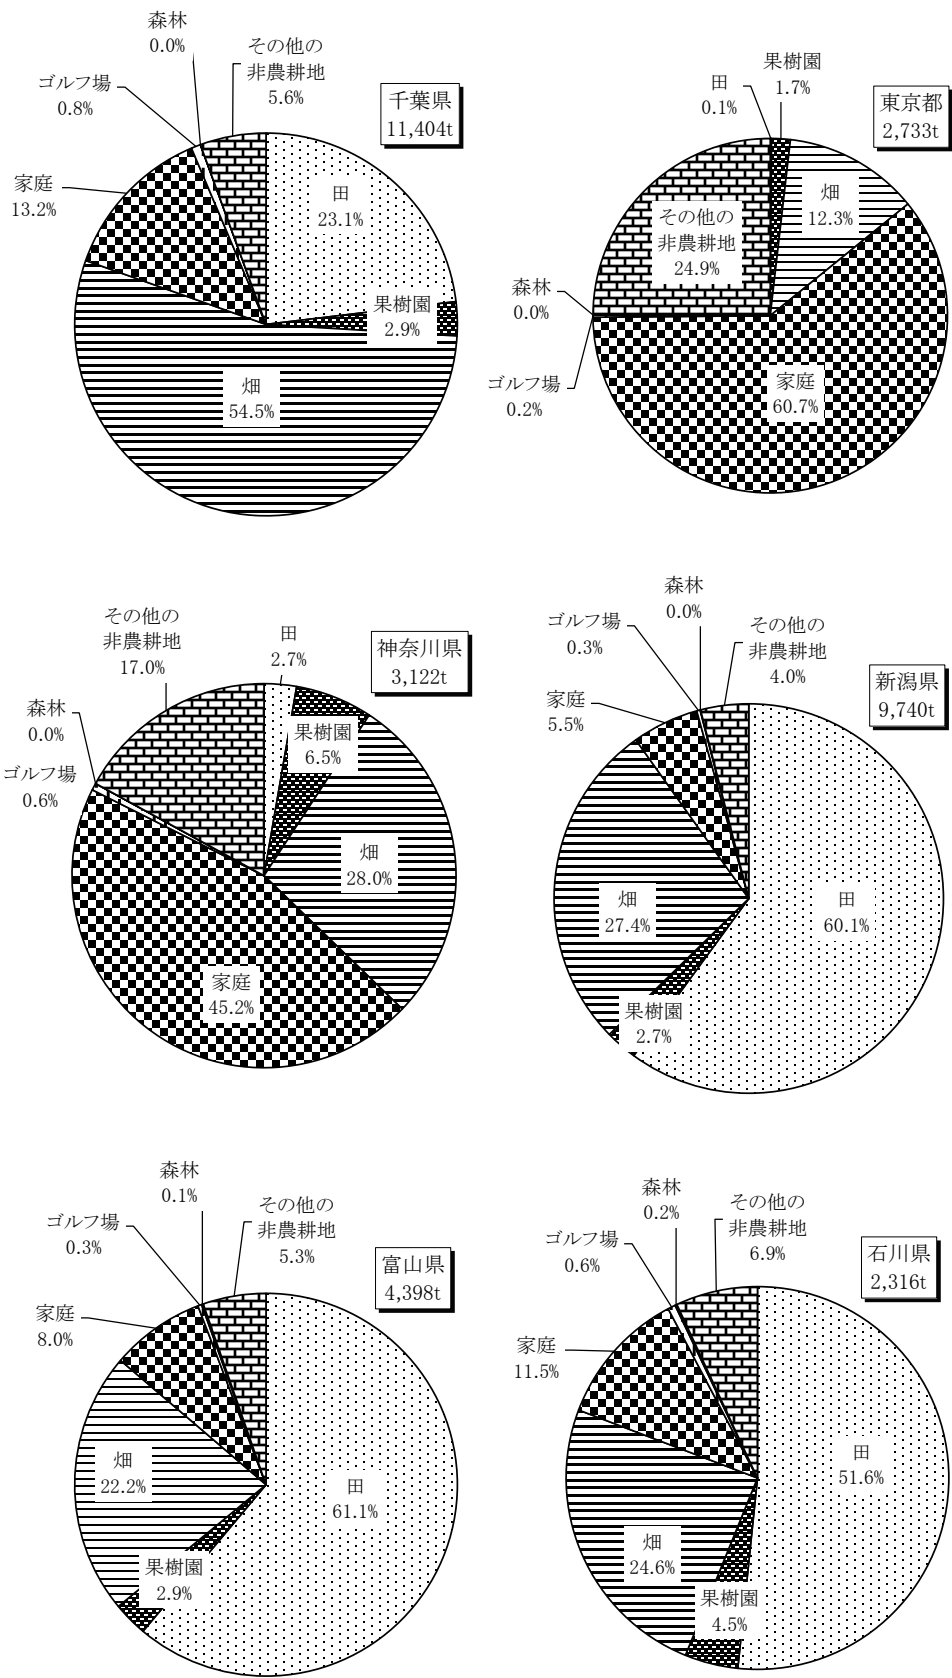 森林
0.0%
その他の
非農耕地
5.6%
ゴルフ場
0.8%
千葉県
11,404t
家庭
13.2%
田
23.1%
果樹園
2.9%
畑
54.5%
果樹園
1.7%
田
0.1%
東京都
2,733t
畑
12.3%
その他の
非農耕地
24.9%
森林
0.0%
ゴルフ場
0.2%
家庭
60.7%
その他の
非農耕地
17.0%
田
2.7%
神奈川県
3,122t
森林
0.0%
ゴルフ場
0.6%
果樹園
6.5%
畑
28.0%
家庭
45.2%
森林
0.0%
ゴルフ場
0.3%
その他の
非農耕地
4.0%
新潟県
9,740t
家庭
5.5%
畑
27.4%
田
60.1%
果樹園
2.7%
森林
0.1%
ゴルフ場
0.3%
その他の
非農耕地
5.3%
富山県
4,398t
家庭
8.0%
畑
22.2%
田
61.1%
果樹園
2.9%
森林
0.2%
その他の
非農耕地
6.9%
ゴルフ場
0.6%
石川県
2,316t
家庭
11.5%
田
51.6%
畑
24.6%
果樹園
4.5%